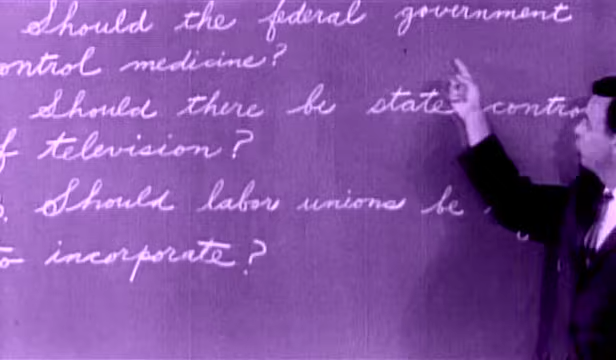 Should the federal government
ontrol medicine?
Should there be state contro
f television?
. Should labor unions be
o incorporate?